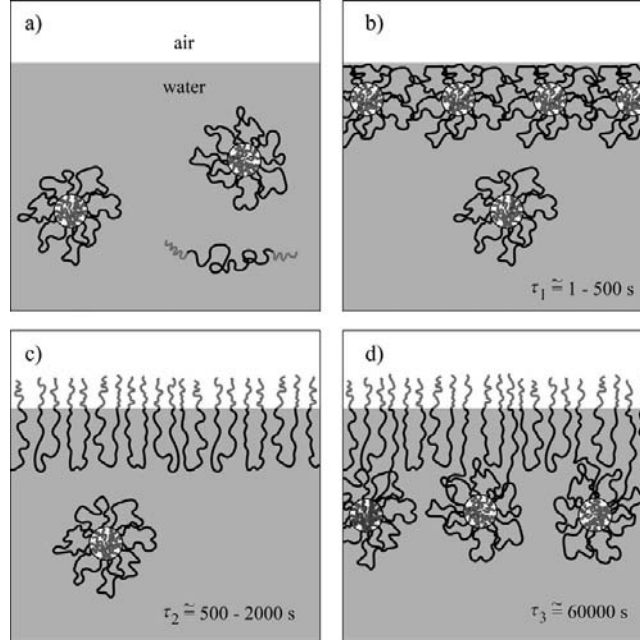 a)
air
water
b)
τ₁ ≅ 1 - 500 s
c)
τ₂ ≅ 500 - 2000 s
d)
τ₃ ≅ 60000 s